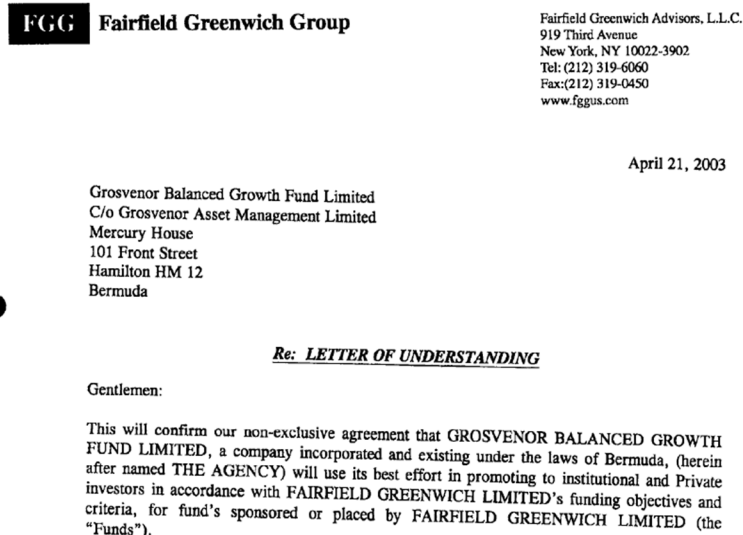 FGG Fairfield Greenwich Group
Fairfield Greenwich Advisors, L.L.C.
919 Third Avenue
New York, NY 10022-3902
Tel: (212) 319-6060
Fax:(212) 319-0450
www.fggus.com
April 21, 2003
Grosvenor Balanced Growth Fund Limited
C/o Grosvenor Asset Management Limited
Mercury House
101 Front Street
Hamilton HM 12
Bermuda
Re: LETTER OF UNDERSTANDING
Gentlemen:
This will confirm our non-exclusive agreement that GROSVENOR BALANCED GROWTH
FUND LIMITED, a company incorporated and existing under the laws of Bermuda, (herein
after named THE AGENCY) will use its best effort in promoting to institutional and Private
investors in accordance with FAIRFIELD GREENWICH LIMITED's funding objectives and
criteria, for fund's sponsored or placed by FAIRFIELD GREENWICH LIMITED (the
"Funds").